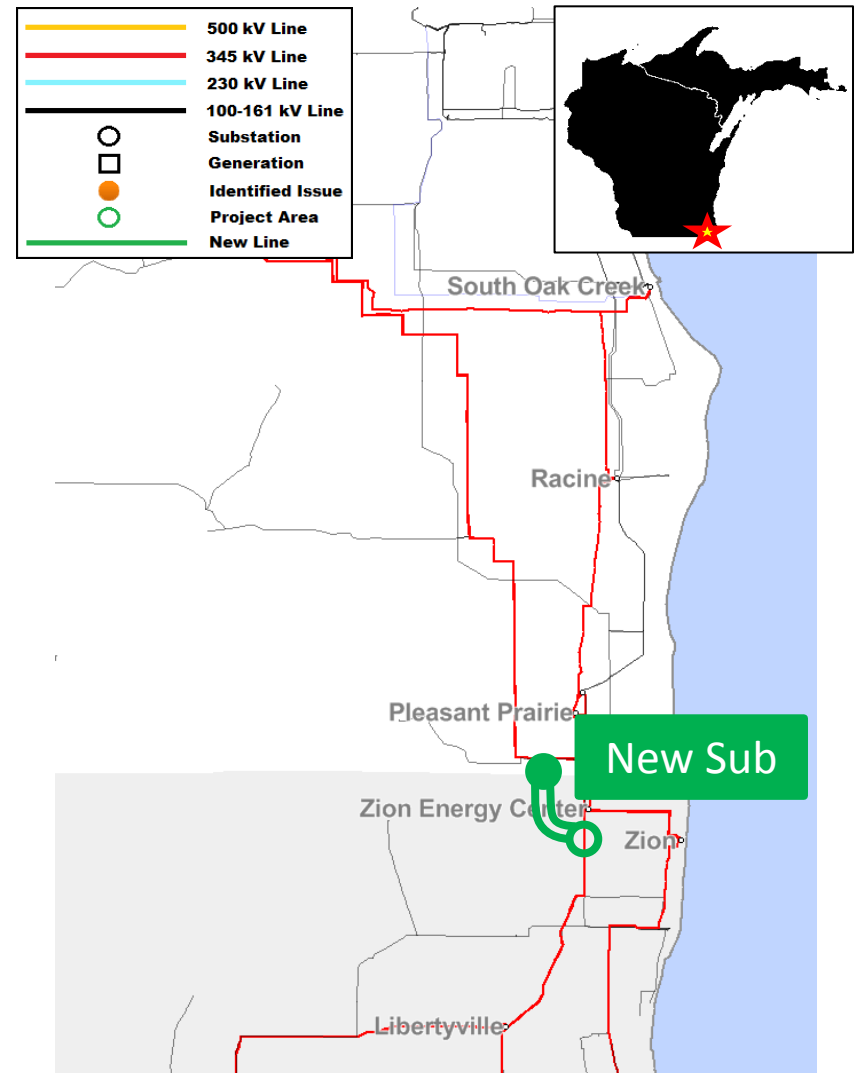 500 kV Line
345 kV Line
230 kV Line
100-161 kV Line
Substation
Generation
Identified Issue
Project Area
New Line
South Oak Creek
Racine
Pleasant Prairie
New Sub
Zion Energy Center
Zion
Libertyville